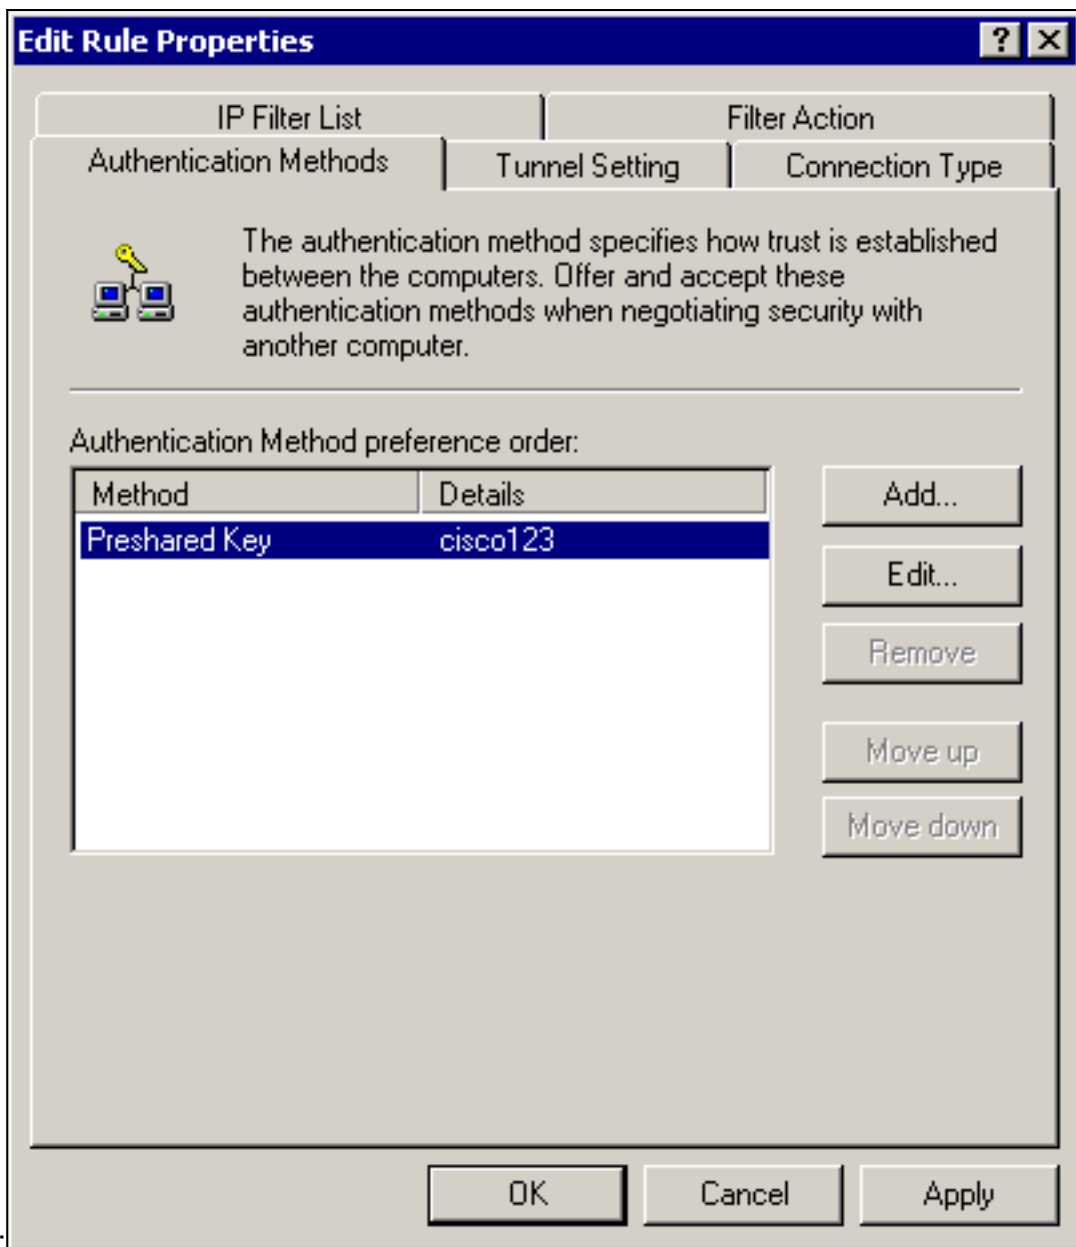 Edit Rule Properties
IP Filter List Filter Action
Authentication Methods Tunnel Setting Connection Type
The authentication method specifies how trust is established
between the computers. Offer and accept these
authentication methods when negotiating security with
another computer.
Authentication Method preference order:
Method Details
Preshared Key cisco123
Add...
Edit...
Remove
Move up
Move down
OK Cancel Apply
.